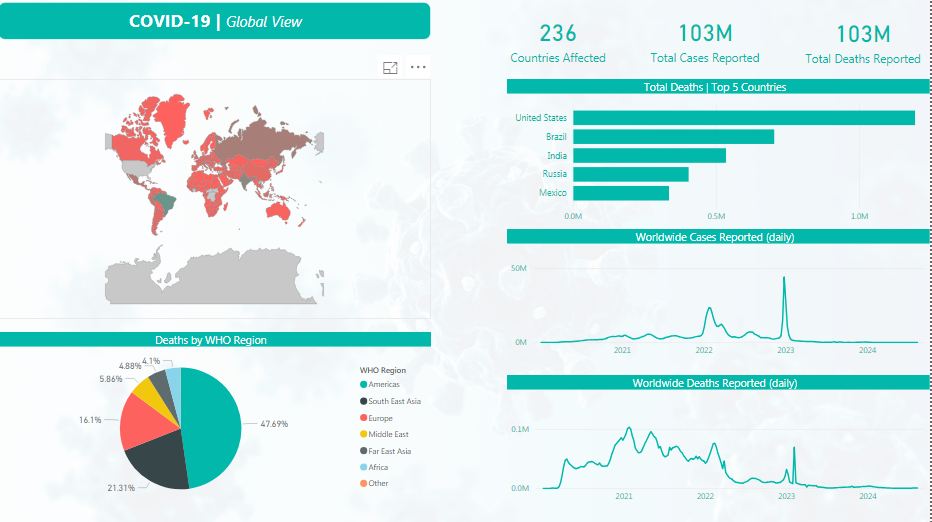 COVID-19 | Global View
236
103M
103M
Countries Affected
Total Cases Reported
Total Deaths Reported
Total Deaths | Top 5 Countries
United States
Brazil
India
Russia
Mexico
0.0M
0.5M
1.0M
Worldwide Cases Reported (daily)
50M
0M
2021
2022
2023
2024
Deaths by WHO Region
4.1%
4.88%
5.86%
16.1%
21.31%
47.69%
WHO Region
Americas
South East Asia
Europe
Middle East
Far East Asia
Africa
Other
Worldwide Deaths Reported (daily)
0.1M
0.0M
2021
2022
2023
2024